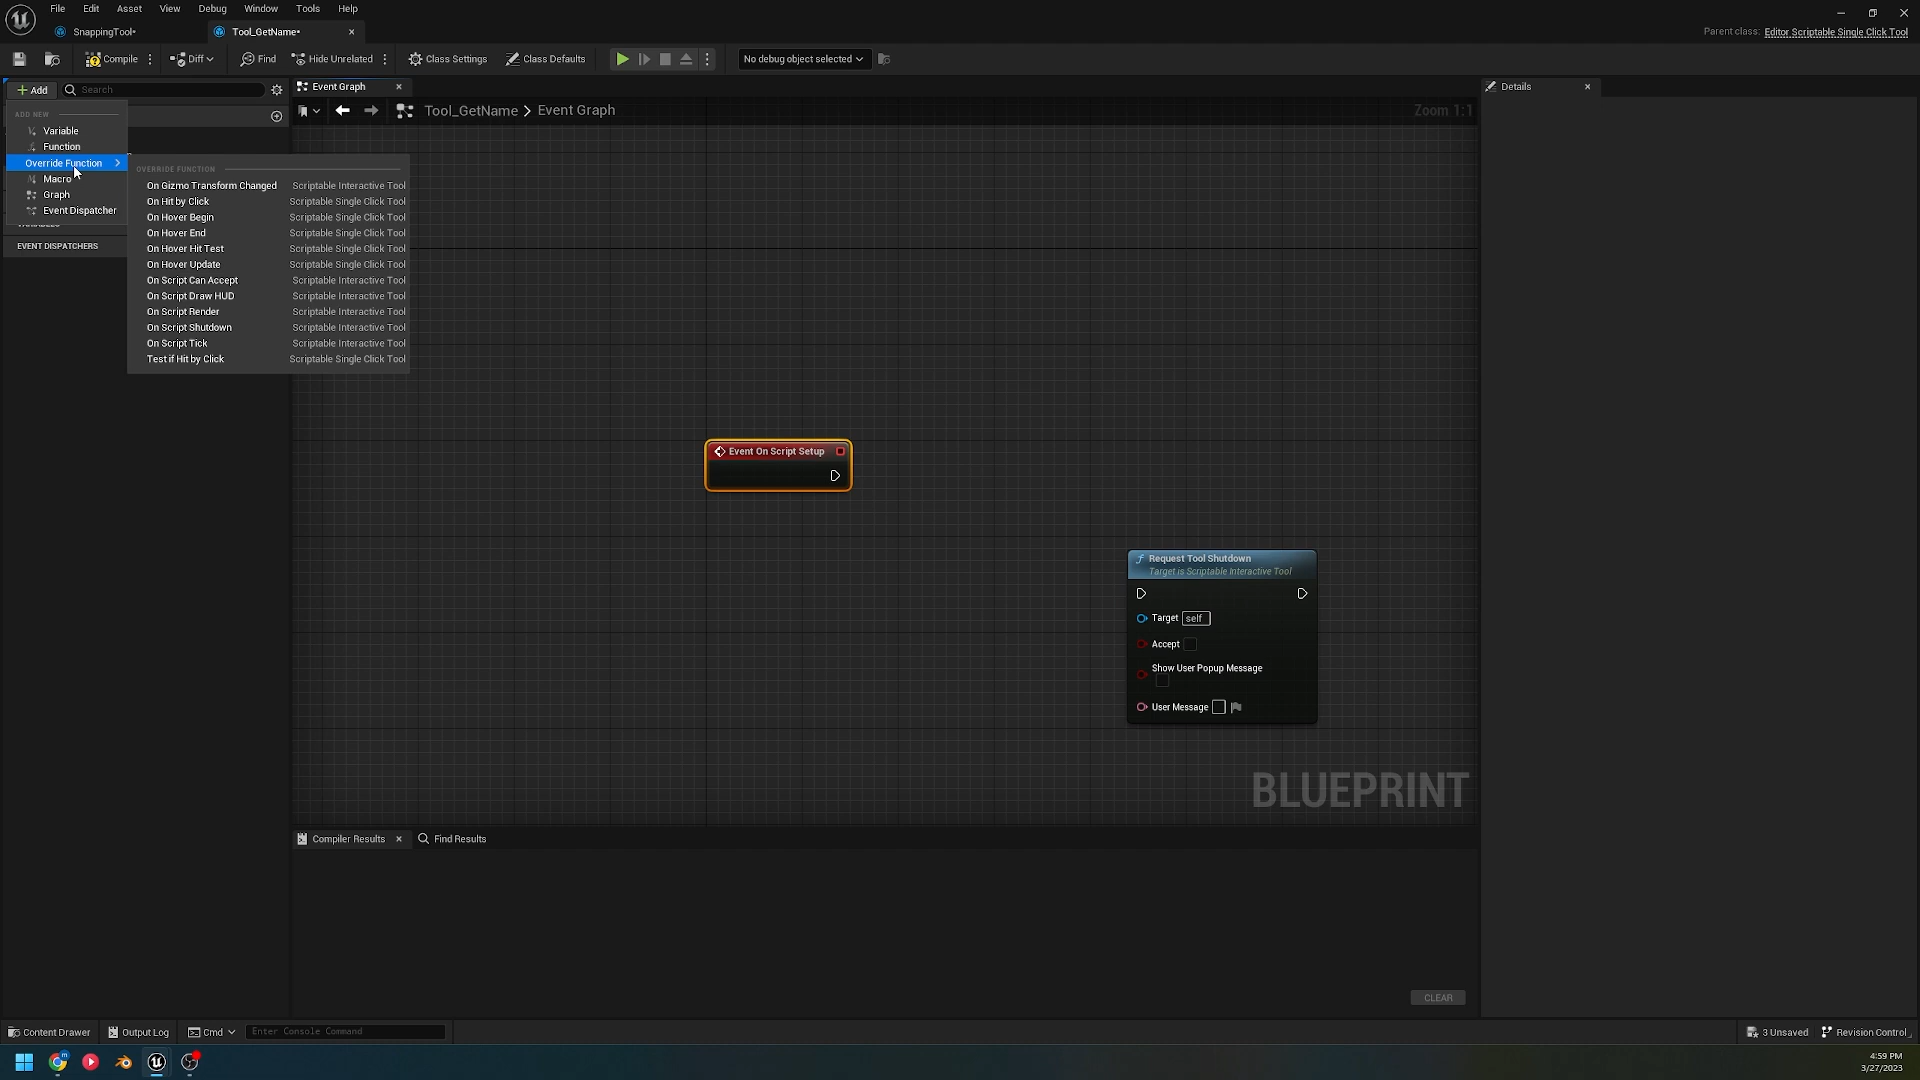 File Edit Asset View Debug Window Tools Help
SnappingTool* Tool_GetName*
Parent class: Editor Scriptable Single Click Tool
Compile Diff Find Hide Unrelated Class Settings Class Defaults No debug object selected
+ Add Search
Event Graph
Details
Tool_GetName > Event Graph
Zoom 1:1
ADD NEW
Variable
Function
Override Function
Macro
Graph
Event Dispatcher
VARIABLES
EVENT DISPATCHERS
OVERRIDE FUNCTION
On Gizmo Transform Changed Scriptable Interactive Tool
On Hit by Click Scriptable Single Click Tool
On Hover Begin Scriptable Single Click Tool
On Hover End Scriptable Single Click Tool
On Hover Hit Test Scriptable Single Click Tool
On Hover Update Scriptable Single Click Tool
On Script Can Accept Scriptable Interactive Tool
On Script Draw HUD Scriptable Interactive Tool
On Script Render Scriptable Interactive Tool
On Script Shutdown Scriptable Interactive Tool
On Script Tick Scriptable Interactive Tool
Test if Hit by Click Scriptable Single Click Tool
Event On Script Setup
Request Tool Shutdown
Target is Scriptable Interactive Tool
Target self
Accept
Show User Popup Message
User Message
BLUEPRINT
Compiler Results Find Results
CLEAR
Content Drawer Output Log Cmd Enter Console Command 3 Unsaved Revision Control
4:59 PM
3/27/2023